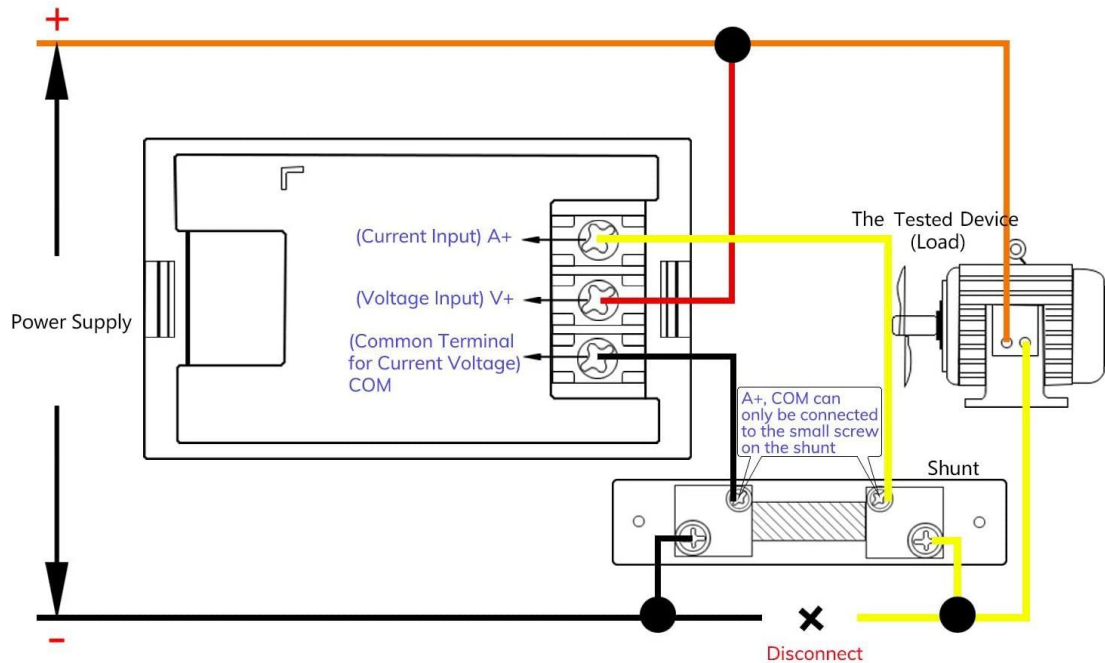 +
The Tested Device
(Load)
(Current Input) A+
(Voltage Input) V+
Power Supply
(Common Terminal
for Current Voltage)
COM
A+, COM can
only be connected
to the small screw
on the shunt
Shunt
-
Disconnect